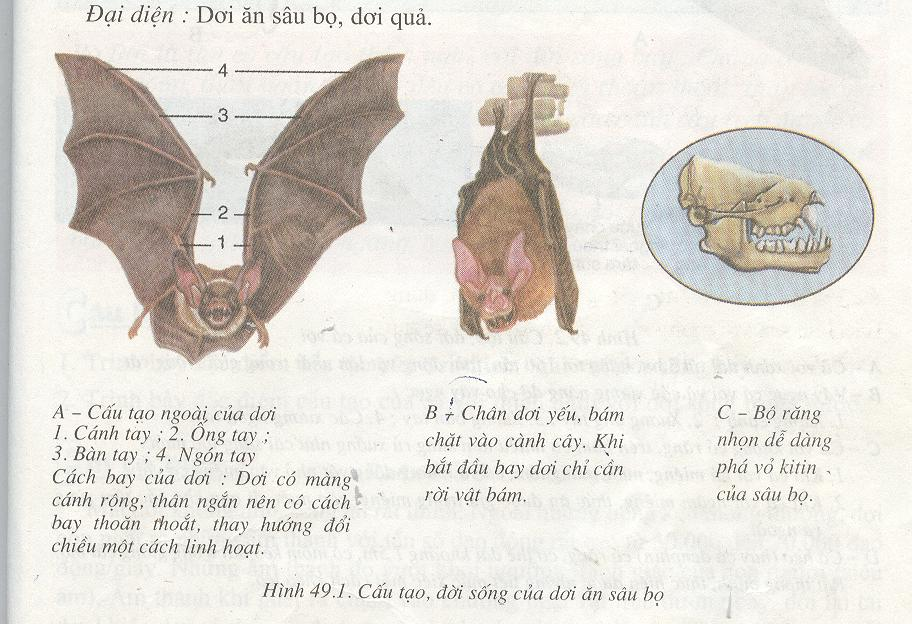 Đại diện : Dơi ăn sâu bọ, dơi quả.
4
3
2
1
A – Cấu tạo ngoài của dơi
1. Cánh tay ; 2. Ống tay ;
3. Bàn tay ; 4. Ngón tay
Cách bay của dơi : Dơi có màng
cánh rộng, thân ngắn nên có cách
bay thoăn thoắt, thay hướng đổi
chiều một cách linh hoạt.
B – Chân dơi yếu, bám
chặt vào cành cây. Khi
bắt đầu bay dơi chỉ cần
rời vật bám.
C – Bộ răng
nhọn dễ dàng
phá vỏ kitin
của sâu bọ.
Hình 49.1. Cấu tạo, đời sống của dơi ăn sâu bọ